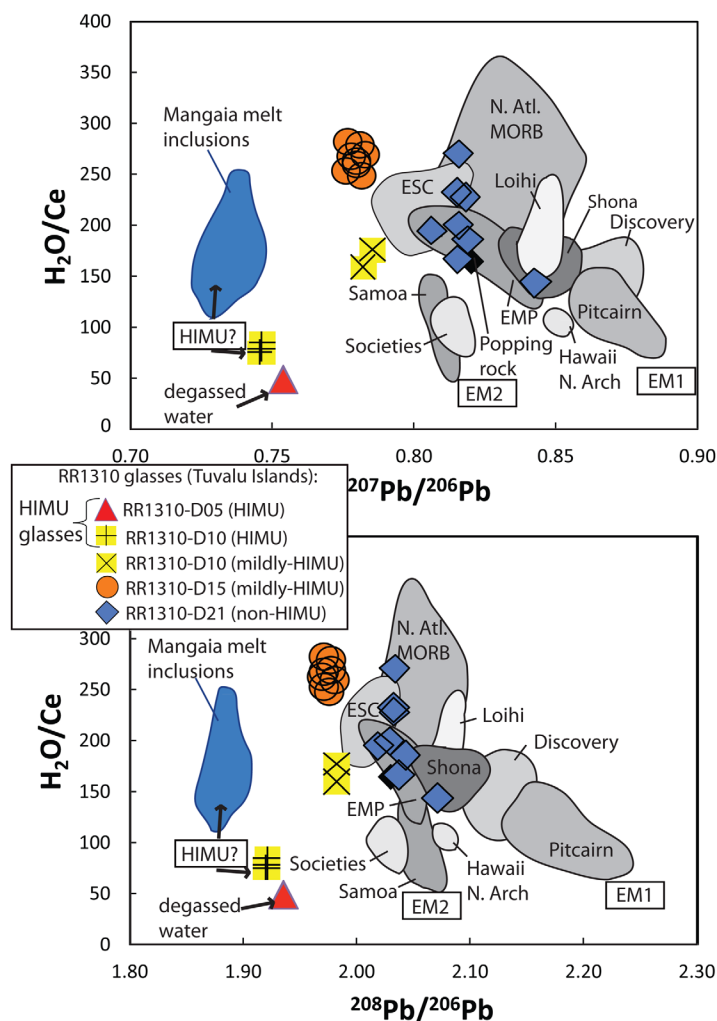 400
350
300
250
200
150
100
50
0
H₂O/Ce
Mangaia melt
inclusions
N. Atl.
MORB
ESC
Loihi
Shona
Discovery
Samoa
EMP
Pitcairn
HIMU?
Societies
Popping
rock
Hawaii
N. Arch
degassed
water
EM2
EM1
0.70
0.75
0.80
0.85
0.90
²⁰⁷Pb/²⁰⁶Pb
RR1310 glasses (Tuvalu Islands):
HIMU
glasses
RR1310-D05 (HIMU)
RR1310-D10 (HIMU)
RR1310-D10 (mildly-HIMU)
RR1310-D15 (mildly-HIMU)
RR1310-D21 (non-HIMU)
300
250
200
150
100
50
0
H₂O/Ce
Mangaia melt
inclusions
N. Atl.
MORB
ESC
Loihi
Discovery
Shona
EMP
HIMU?
Societies
Pitcairn
Hawaii
N. Arch
Samoa
degassed
water
EM2
EM1
1.80
1.90
2.00
2.10
2.20
2.30
²⁰⁸Pb/²⁰⁶Pb